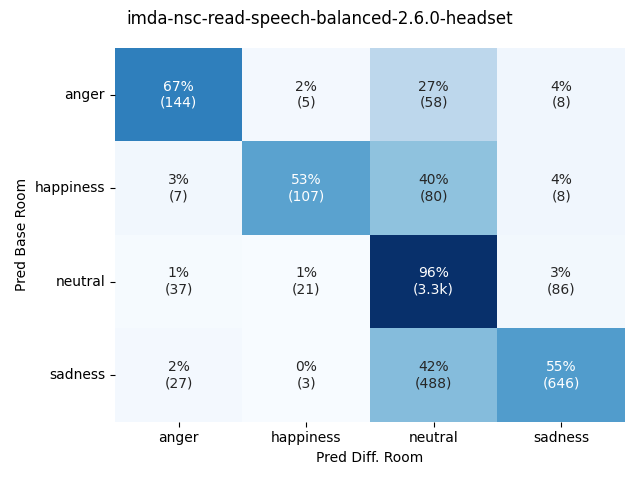 imda-nsc-read-speech-balanced-2.6.0-headset
Pred Base Room
anger
67%
(144)
2%
(5)
27%
(58)
4%
(8)
happiness
3%
(7)
53%
(107)
40%
(80)
4%
(8)
neutral
1%
(37)
1%
(21)
96%
(3.3k)
3%
(86)
sadness
2%
(27)
0%
(3)
42%
(488)
55%
(646)
anger
happiness
neutral
sadness
Pred Diff. Room